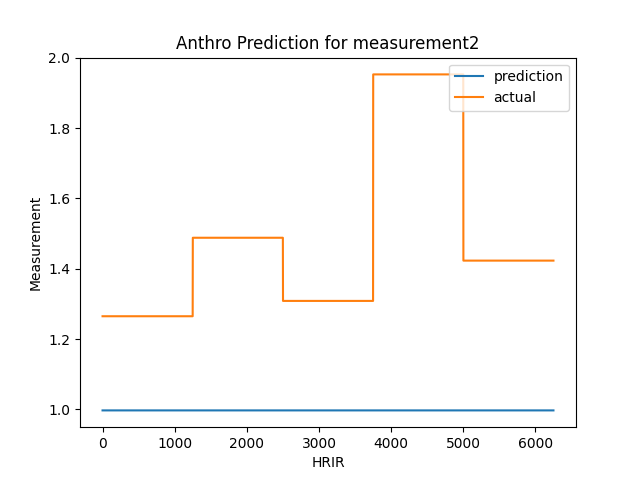 Anthro Prediction for measurement2
prediction
actual
2.0
1.8
1.6
1.4
1.2
1.0
Measurement
0 1000 2000 3000 4000 5000 6000
HRIR